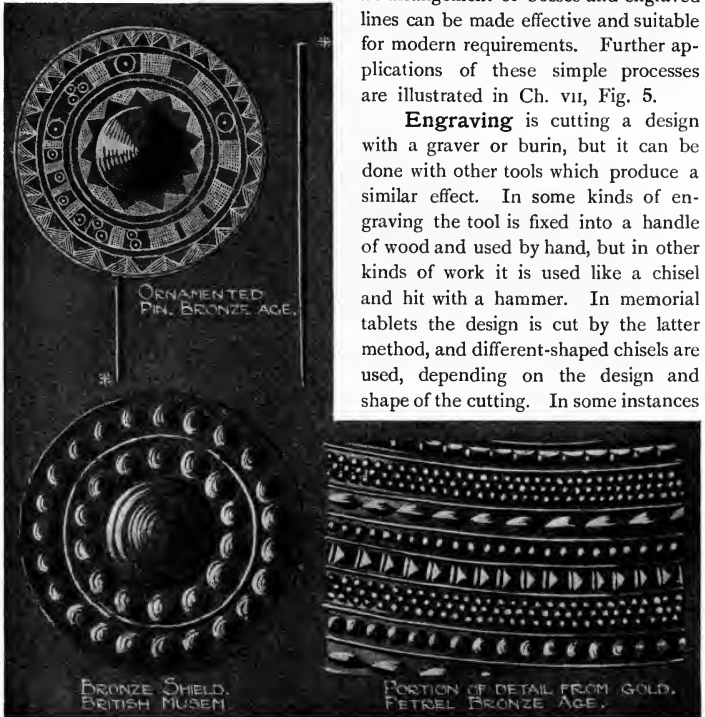 arrangement of bosses and engraved
lines can be made effective and suitable
for modern requirements. Further ap-
plications of these simple processes
are illustrated in Ch. VII, Fig. 5.
Engraving is cutting a design
with a graver or burin, but it can be
done with other tools which produce a
similar effect. In some kinds of en-
graving the tool is fixed into a handle
of wood and used by hand, but in other
kinds of work it is used like a chisel
and hit with a hammer. In memorial
tablets the design is cut by the latter
method, and different-shaped chisels are
used, depending on the design and
shape of the cutting. In some instances
ORNAMENTED
PIN. BRONZE AGE.
BRONZE SHIELD.
BRITISH MUSEM.
PORTION OF DETAIL FROM GOLD.
PETREL BRONZE AGE.